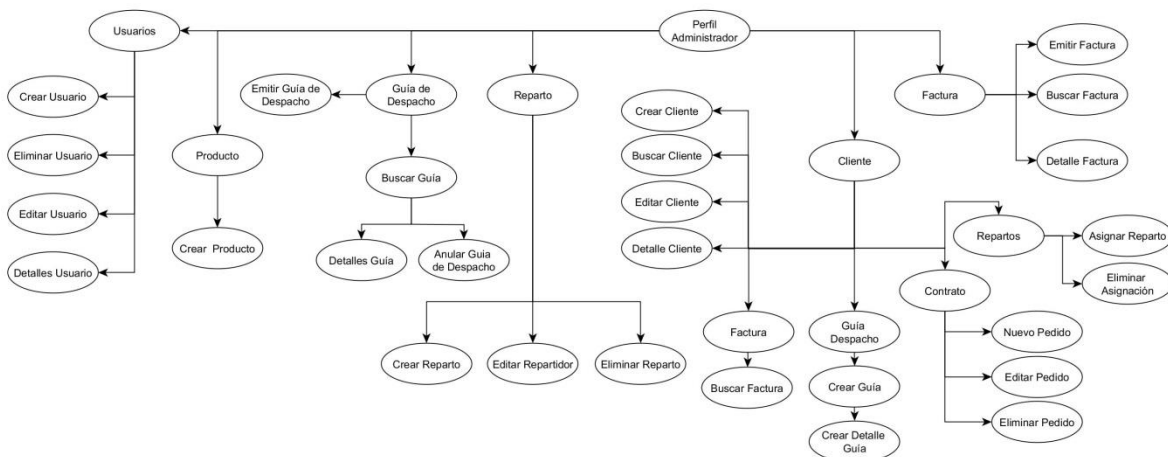 Usuarios
Perfil
Administrador
Emitir Factura
Crear Usuario
Emitir Guía de
Despacho
Guía de
Despacho
Reparto
Factura
Buscar Factura
Crear Cliente
Eliminar Usuario
Producto
Buscar Cliente
Cliente
Detalle Factura
Buscar Guía
Editar Usuario
Editar Cliente
Crear  Producto
Detalles Guía
Anular Guia
de Despacho
Detalle Cliente
Repartos
Asignar Reparto
Detalles Usuario
Contrato
Eliminar
Asignación
Factura
Guía
Despacho
Nuevo Pedido
Crear Reparto
Editar Repartidor
Eliminar Reparto
Buscar Factura
Crear Guía
Editar Pedido
Eliminar Pedido
Crear Detalle
Guía